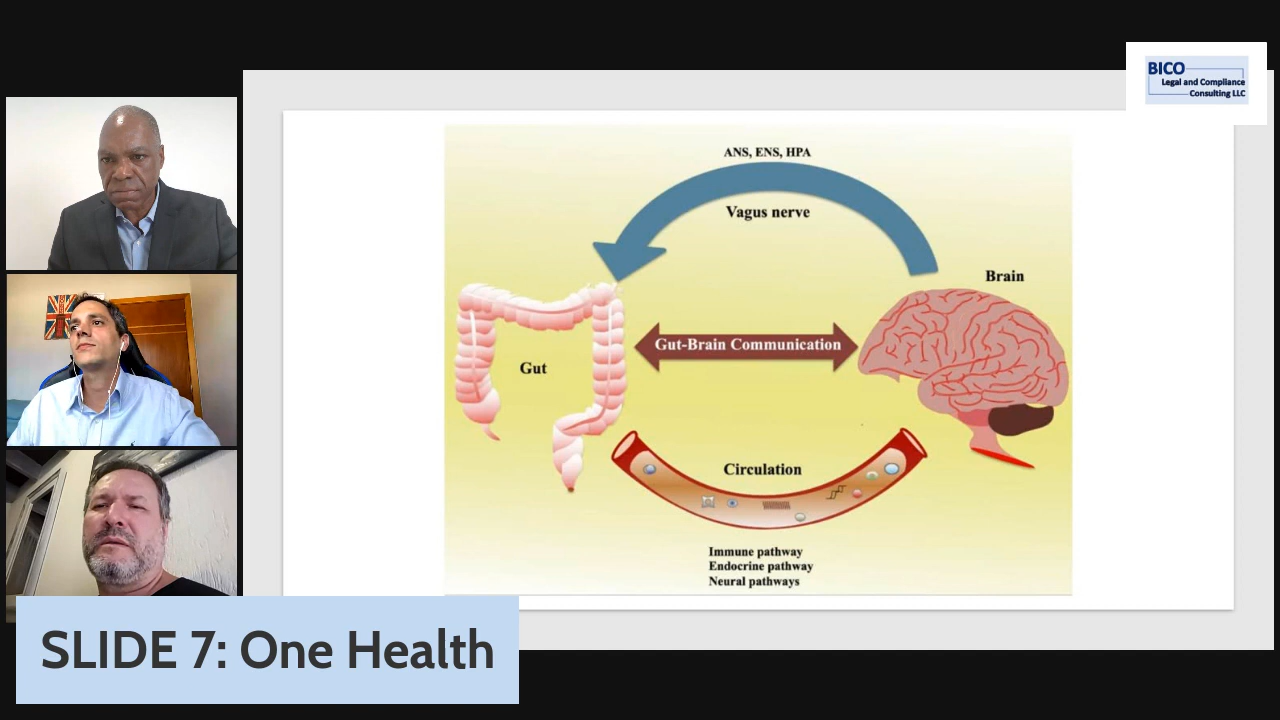 BICO
Legal and Compliance
Consulting LLC
ANS, ENS, HPA
Vagus nerve
Brain
Gut-Brain Communication
Gut
Circulation
Immune pathway
Endocrine pathway
Neural pathways
SLIDE 7: One Health